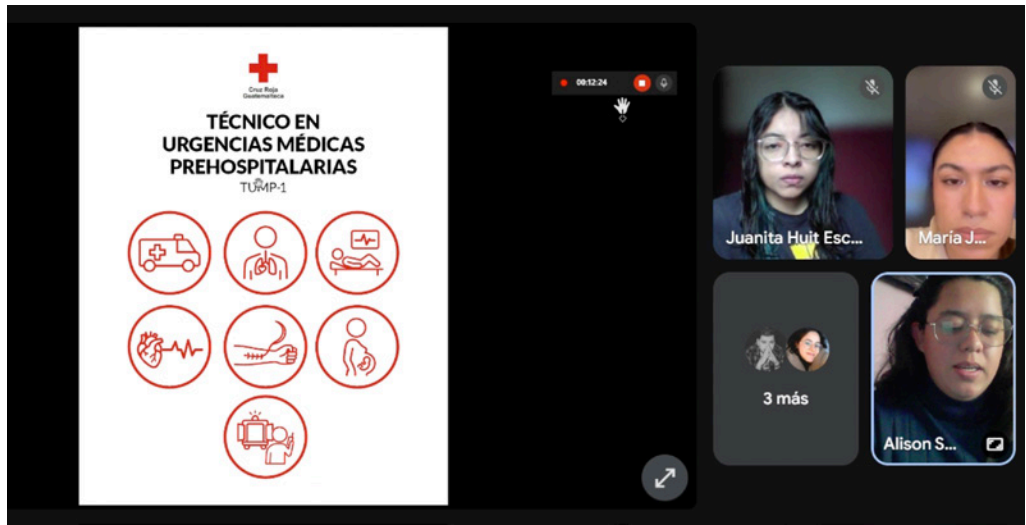 Cruz Roja
Guatemalteca
TÉCNICO EN
URGENCIAS MÉDICAS
PREHOSPITALARIAS
TUMP-1
00:12:24
Juanita Huit Esc...
Maria J...
3 más
Alison S...